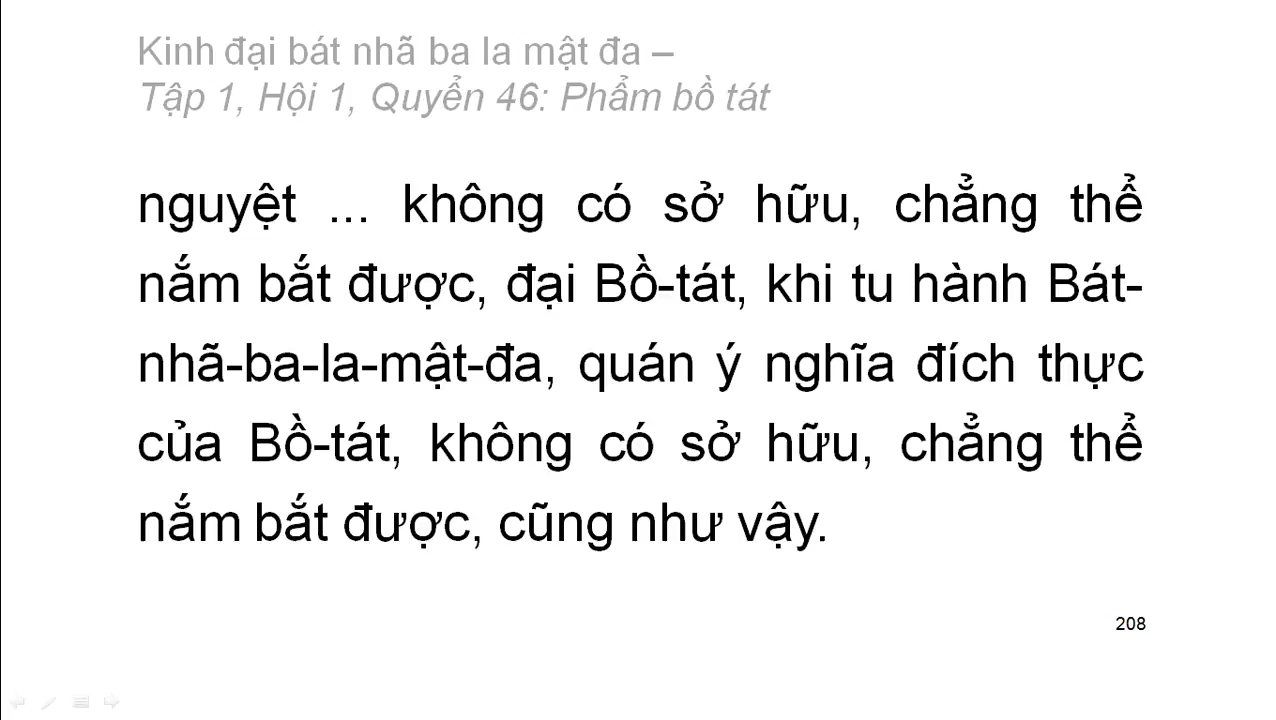 Kinh đại bát nhã ba la mật đa –
Tập 1, Hội 1, Quyển 46: Phẩm bồ tát
nguyệt ... không có sở hữu, chẳng thể
nắm bắt được, đại Bồ-tát, khi tu hành Bát-
nhã-ba-la-mật-đa, quán ý nghĩa đích thực
của Bồ-tát, không có sở hữu, chẳng thể
nắm bắt được, cũng như vậy.
208